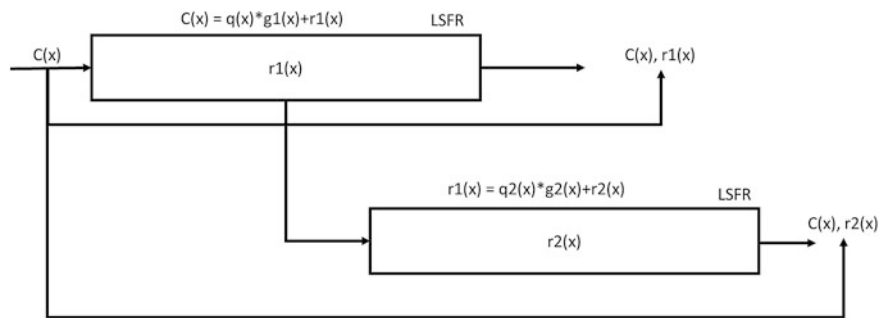 C(x) = q(x)*g1(x)+r1(x)
LSFR
C(x)
r1(x)
C(x), r1(x)
r1(x) = q2(x)*g2(x)+r2(x)
LSFR
r2(x)
C(x), r2(x)